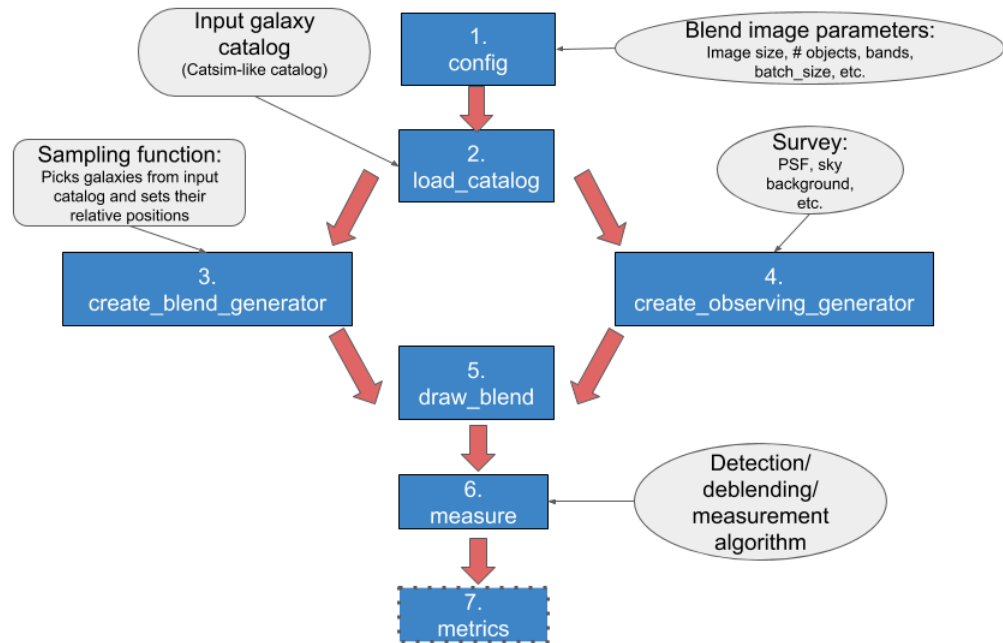 Input galaxy
catalog
(Catsim-like catalog)
1.
config
Blend image parameters:
Image size, # objects, bands,
batch_size, etc.
Sampling function:
Picks galaxies from input
catalog and sets their
relative positions
2.
load_catalog
Survey:
PSF, sky
background,
etc.
3.
create_blend_generator
4.
create_observing_generator
5.
draw_blend
6.
measure
Detection/
deblending/
measurement
algorithm
7.
metrics